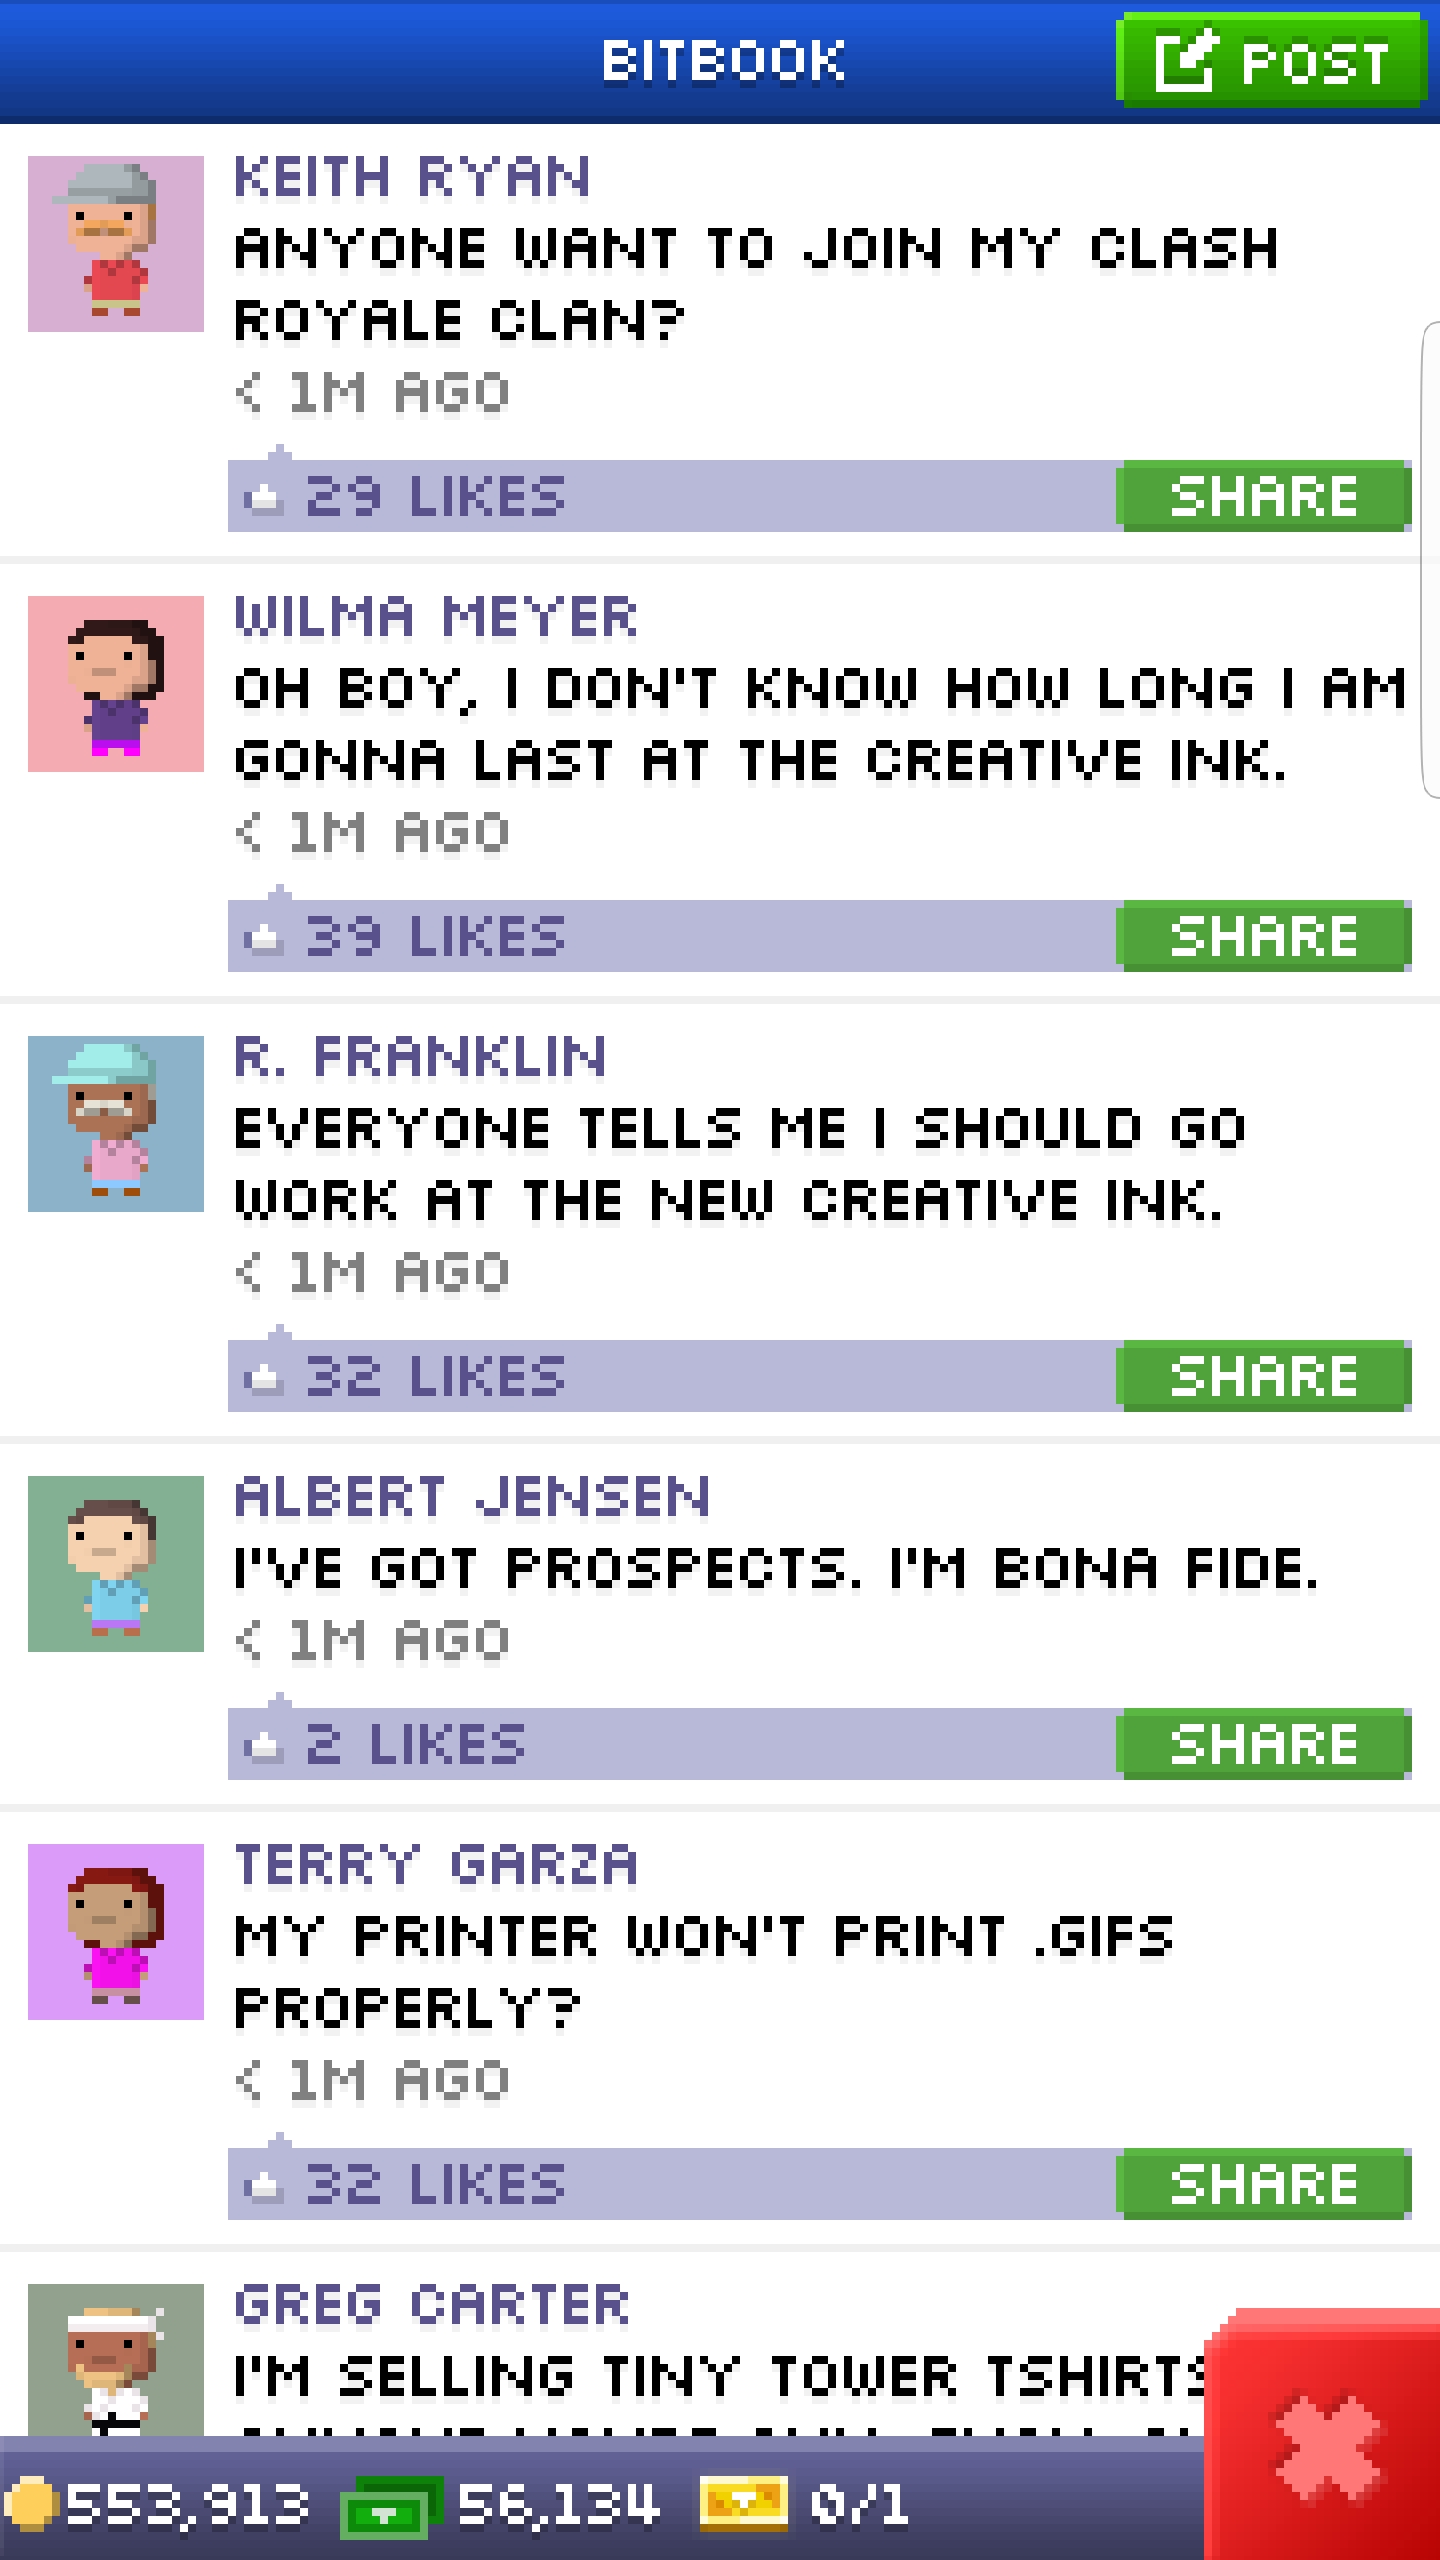 BITBOOK
POST
KEITH RYAN
ANYONE WANT TO JOIN MY CLASH
ROYALE CLAN?
< 1M AGO
29 LIKES
SHARE
WILMA MEYER
OH BOY, I DON'T KNOW HOW LONG I AM
GONNA LAST AT THE CREATIVE INK.
< 1M AGO
39 LIKES
SHARE
R. FRANKLIN
EVERYONE TELLS ME I SHOULD GO
WORK AT THE NEW CREATIVE INK.
< 1M AGO
32 LIKES
SHARE
ALBERT JENSEN
I'VE GOT PROSPECTS. I'M BONA FIDE.
< 1M AGO
2 LIKES
SHARE
TERRY GARZA
MY PRINTER WON'T PRINT .GIFS
PROPERLY?
< 1M AGO
32 LIKES
SHARE
GREG CARTER
I'M SELLING TINY TOWER TSHIRTS
553,913 56,134 0/1